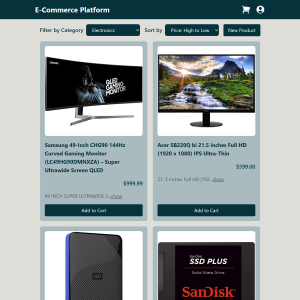 E-Commerce Platform
Filter by Category Electronics Sort by Price: High to Low New Product
QLED
GAMING
MONITOR
Samsung 49-Inch CHG90 144Hz
Curved Gaming Monitor
(LC49HG90DMNXZA) – Super
Ultrawide Screen QLED
$999.99
49 INCH SUPER ULTRAWIDE S...show
Add to Cart
acer
Acer SB220Q bi 21.5 inches Full HD
(1920 x 1080) IPS Ultra-Thin
$599.00
21. 5 inches Full HD (192...show
Add to Cart
SanDisk
SSD PLUS
Solid State Drive
SanDisk